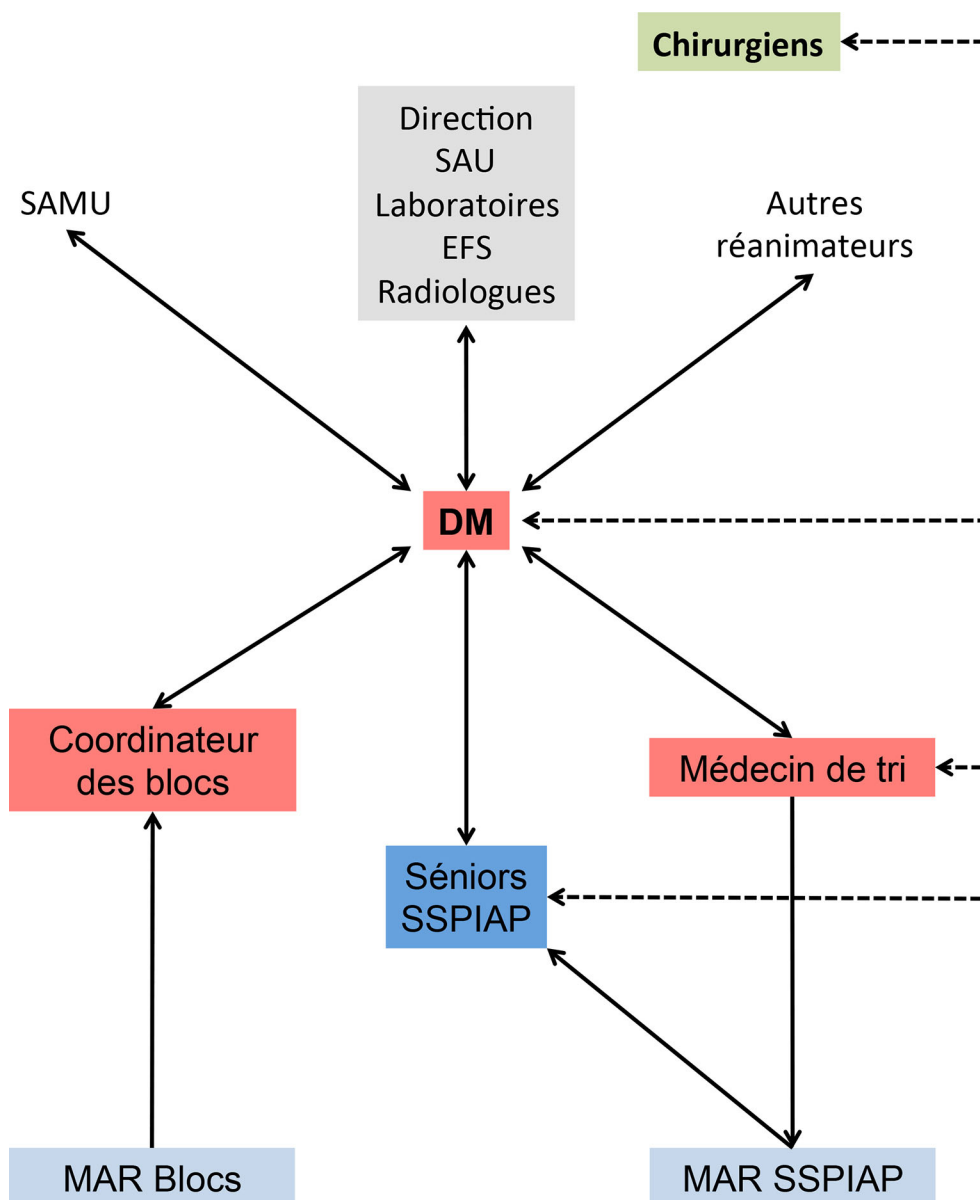 Chirurgiens
Direction
SAU
Laboratoires
EFS
Radiologues
SAMU
Autres
réanimateurs
DM
Coordinateur
des blocs
Médecin de tri
Séniors
SSPIAP
MAR Blocs
MAR SSPIAP